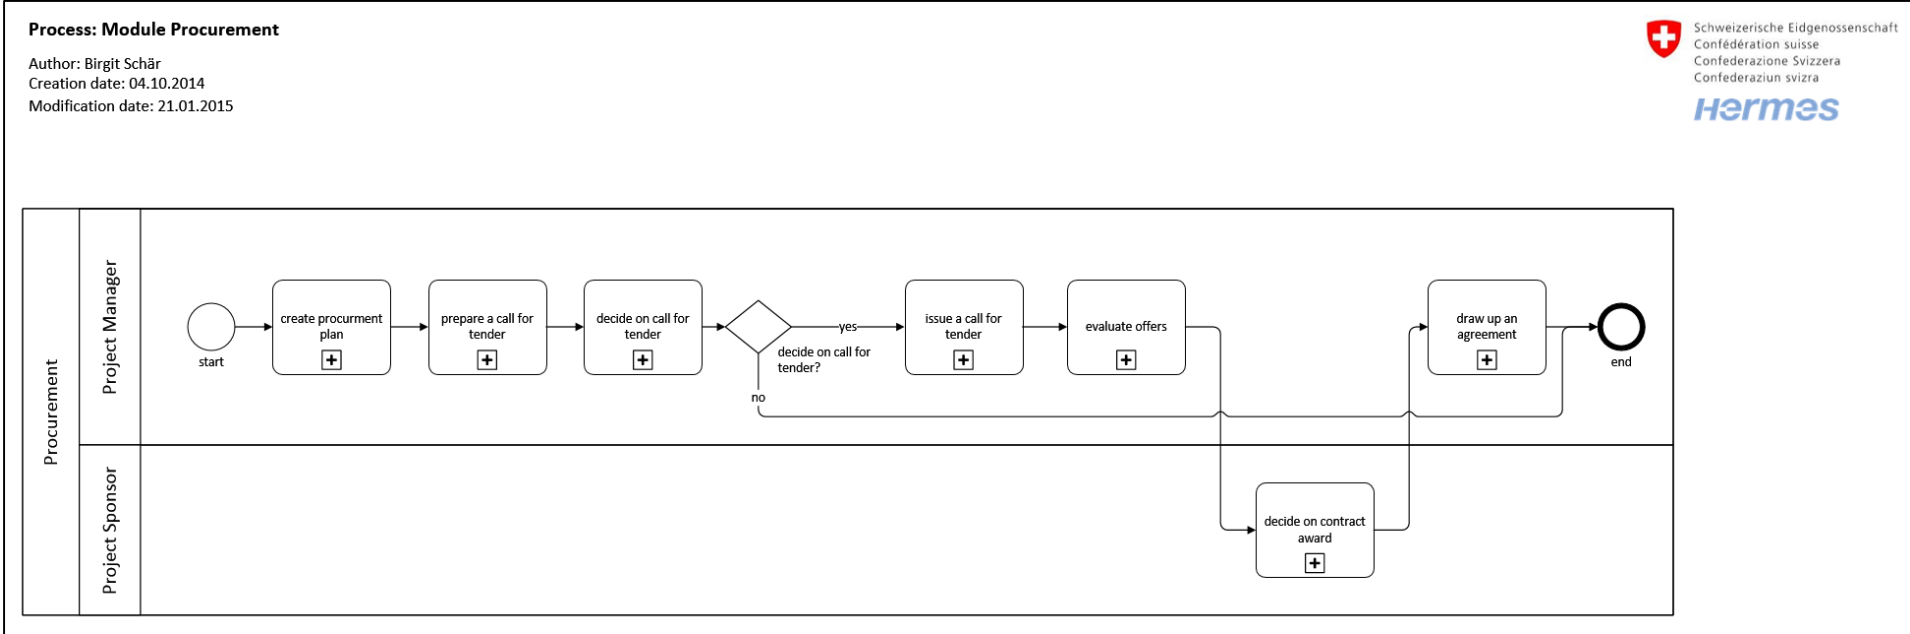 Process: Module Procurement
Author: Birgit Schär
Creation date: 04.10.2014
Modification date: 21.01.2015
Schweizerische Eidgenossenschaft
Confédération suisse
Confederazione Svizzera
Confederaziun svizra
Hermes
Procurement
Project Manager
start
create procurment
plan
prepare a call for
tender
decide on call for
tender
yes
decide on call for
tender?
no
issue a call for
tender
evaluate offers
draw up an
agreement
end
Project Sponsor
decide on contract
award